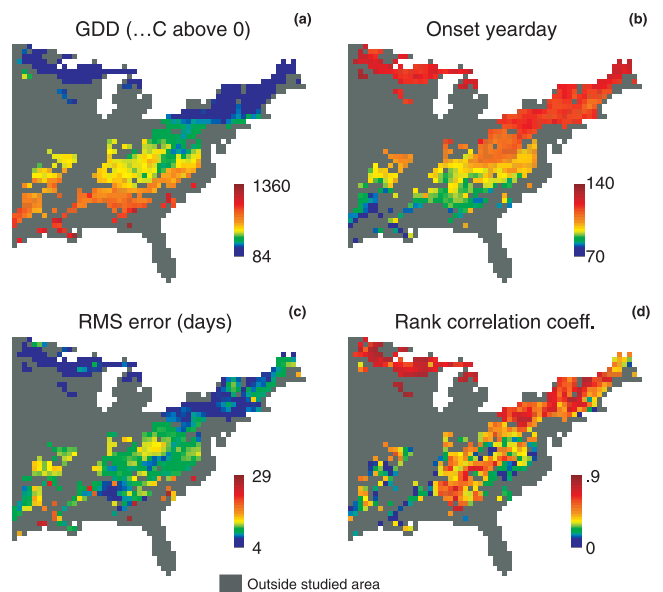 GDD (...C above 0)
(a)
1360
84
Onset yearday
(b)
140
70
RMS error (days)
(c)
29
4
Rank correlation coeff.
(d)
.9
0
Outside studied area